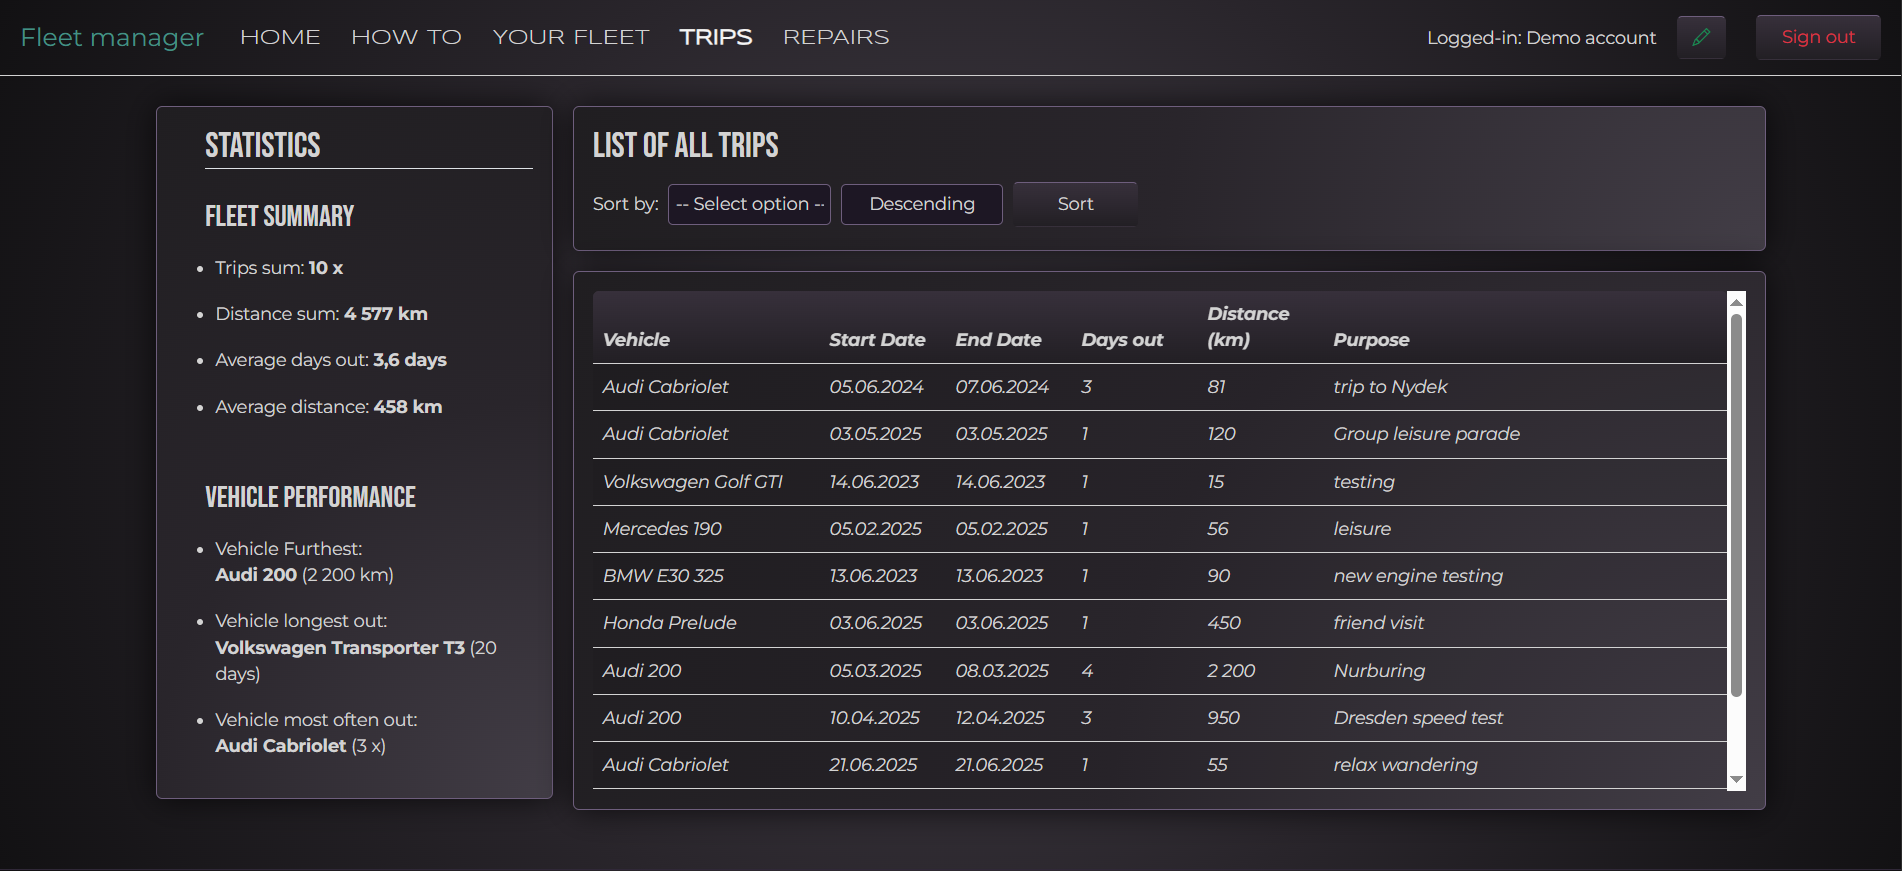 Fleet manager HOME HOW TO YOUR FLEET TRIPS REPAIRS Logged-in: Demo account Sign out
STATISTICS
FLEET SUMMARY
Trips sum: 10 x
Distance sum: 4 577 km
Average days out: 3,6 days
Average distance: 458 km
VEHICLE PERFORMANCE
Vehicle Furthest:
Audi 200 (2 200 km)
Vehicle longest out:
Volkswagen Transporter T3 (20
days)
Vehicle most often out:
Audi Cabriolet (3 x)
LIST OF ALL TRIPS
Sort by: -- Select option -- Descending Sort
Vehicle Start Date End Date Days out Distance (km) Purpose
Audi Cabriolet 05.06.2024 07.06.2024 3 81 trip to Nydek
Audi Cabriolet 03.05.2025 03.05.2025 1 120 Group leisure parade
Volkswagen Golf GTI 14.06.2023 14.06.2023 1 15 testing
Mercedes 190 05.02.2025 05.02.2025 1 56 leisure
BMW E30 325 13.06.2023 13.06.2023 1 90 new engine testing
Honda Prelude 03.06.2025 03.06.2025 1 450 friend visit
Audi 200 05.03.2025 08.03.2025 4 2 200 Nurburing
Audi 200 10.04.2025 12.04.2025 3 950 Dresden speed test
Audi Cabriolet 21.06.2025 21.06.2025 1 55 relax wandering